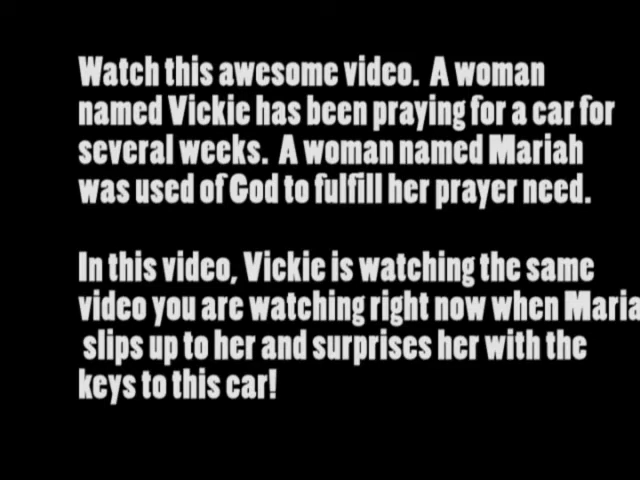 Watch this awesome video. A woman
named Vickie has been praying for a car for
several weeks. A woman named Mariah
was used of God to fulfill her prayer need.
In this video, Vickie is watching the same
video you are watching right now when Maria
slips up to her and surprises her with the
keys to this car!